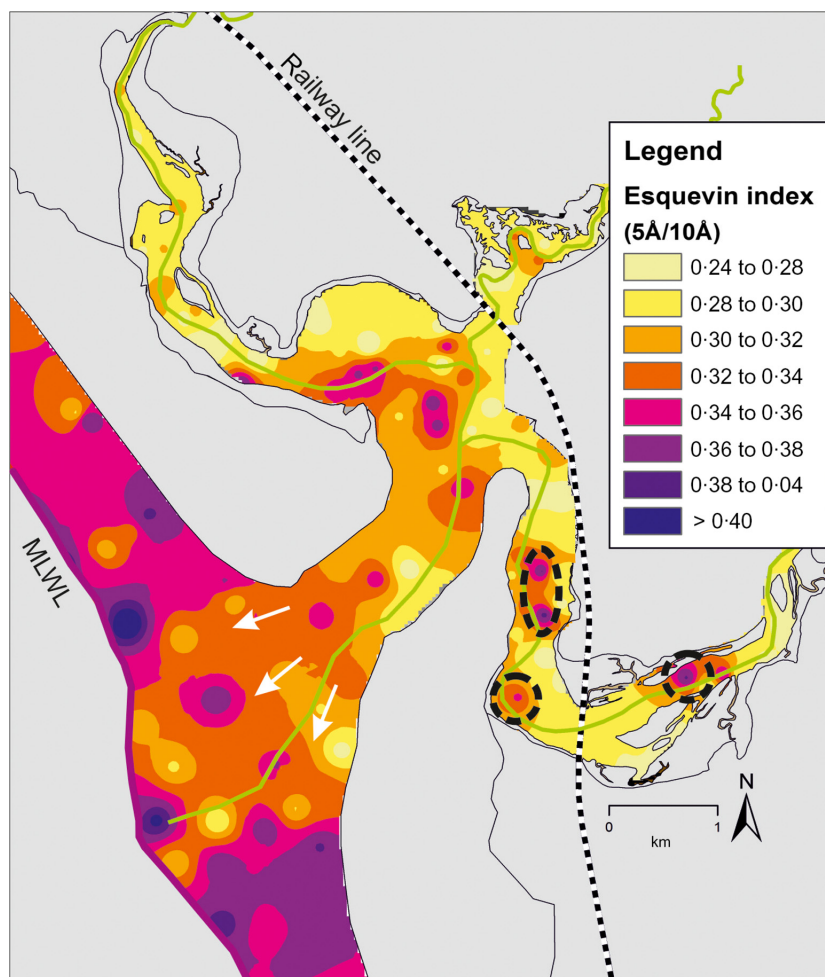 Railway line
Legend
Esquevin index
(5Å/10Å)
0·24 to 0·28
0·28 to 0·30
0·30 to 0·32
0·32 to 0·34
0·34 to 0·36
0·36 to 0·38
0·38 to 0·04
> 0·40
MLWL
N
0 1
km